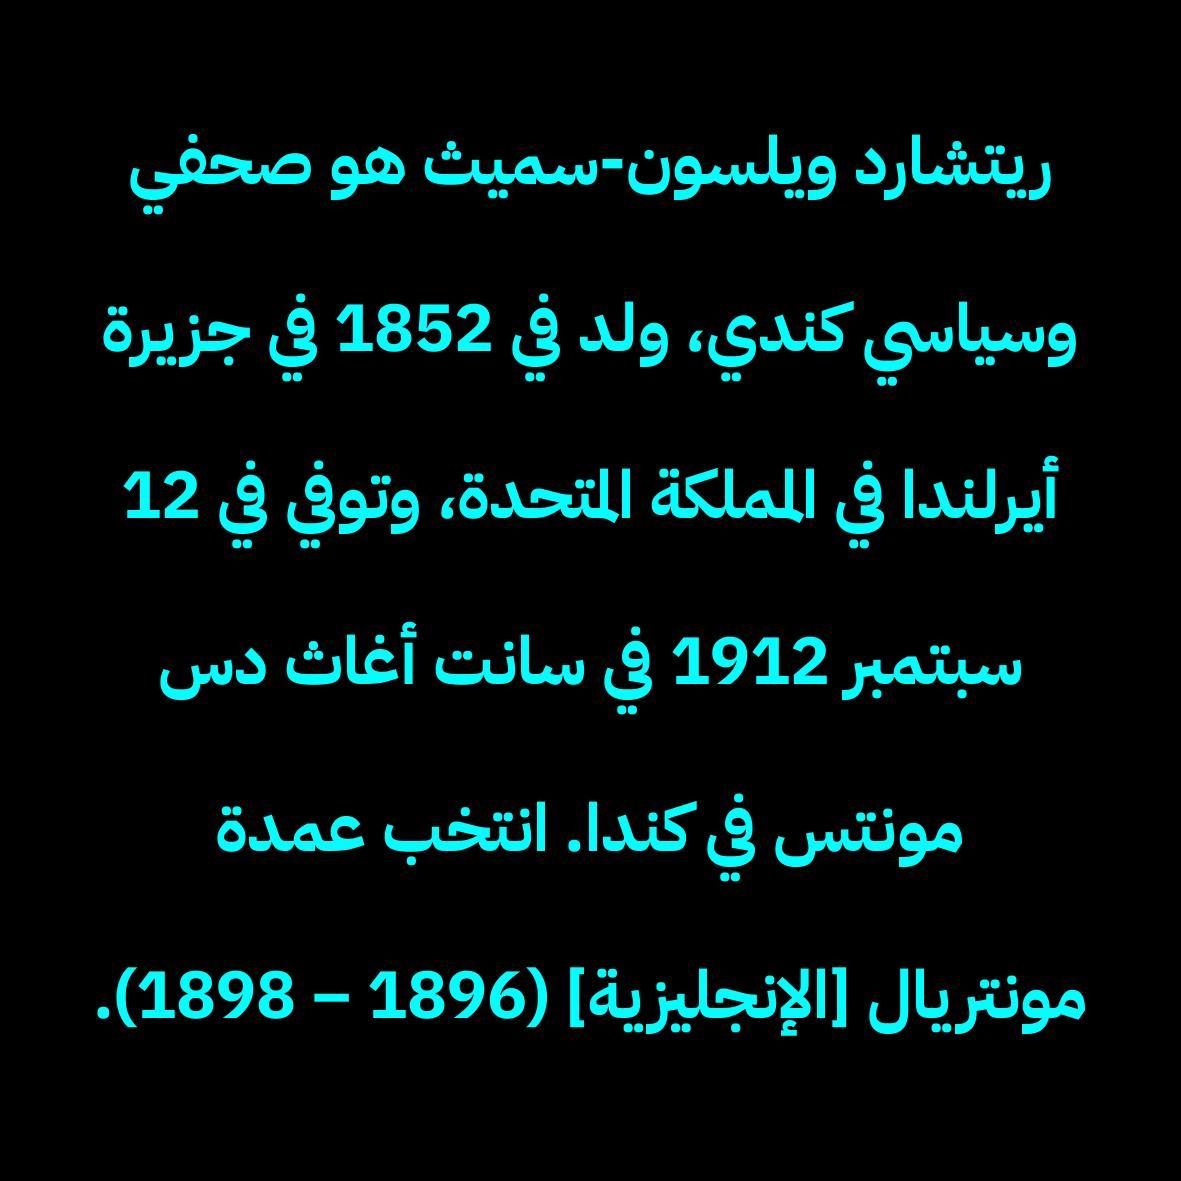 ريتشارد ويلسون-سميث هو صحفي
وسياسي كندي، ولد في 1852 في جزيرة
أيرلندا في المملكة المتحدة، وتوفي في 12
سبتمبر 1912 في سانت أغاث دس
مونتس في كندا. انتخب عمدة
مونتريال [الإنجليزية] (1896 – 1898).